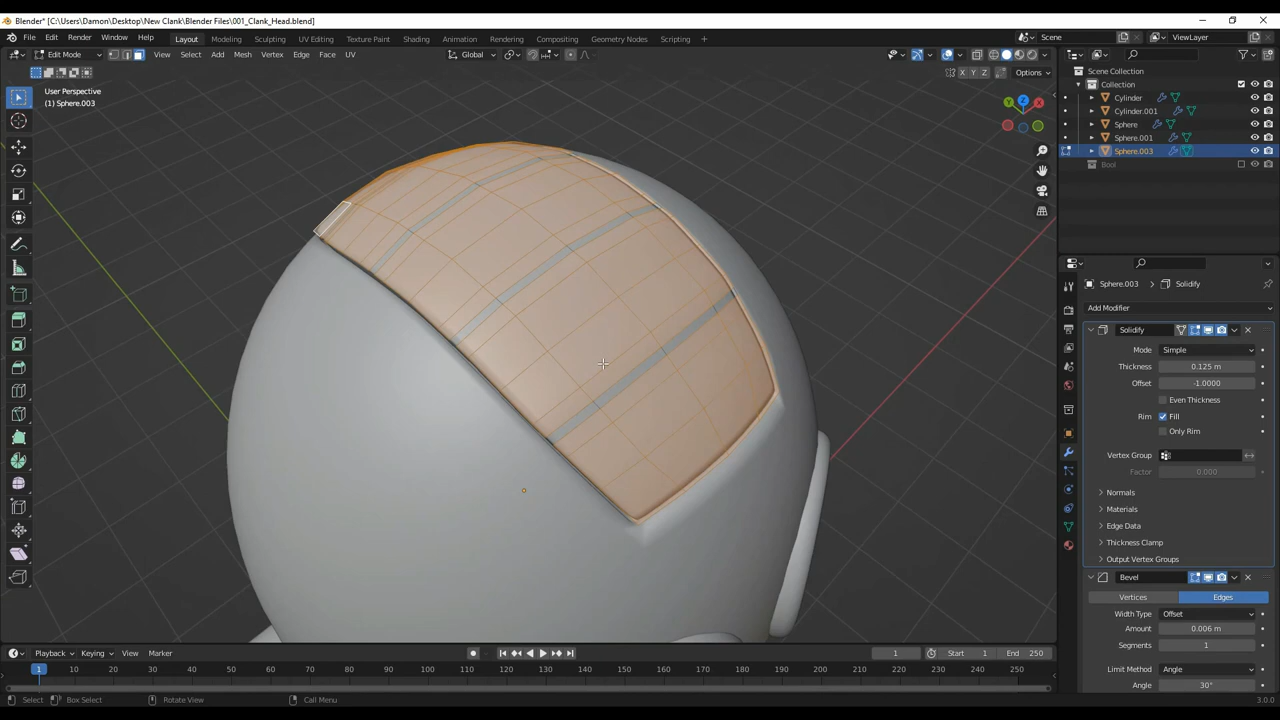 Blender* [C:\Users\Damon\Desktop\New Clank\Blender Files\001_Clank_Head.blend]
File Edit Render Window Help Layout Modeling Sculpting UV Editing Texture Paint Shading Animation Rendering Compositing Geometry Nodes Scripting Scene ViewLayer
Edit Mode View Select Add Mesh Vertex Edge Face UV Global
X Y Z Options
User Perspective
(1) Sphere.003
Z
Y
X
Scene Collection
Collection
Cylinder
Cylinder.001
Sphere
Sphere.001
Sphere.003
Bool
Sphere.003 > Solidify
Add Modifier
Solidify
Mode Simple
Thickness 0.125 m
Offset -1.0000
Even Thickness
Rim Fill
Only Rim
Vertex Group
Factor 0.000
Normals
Materials
Edge Data
Thickness Clamp
Output Vertex Groups
Bevel
Vertices Edges
Width Type Offset
Amount 0.006 m
Segments 1
Limit Method Angle
Angle 30°
Playback Keying View Marker 1 Start 1 End 250
1 10 20 30 40 50 60 70 80 90 100 110 120 130 140 150 160 170 180 190 200 210 220 230 240 250
Select Box Select Rotate View Call Menu 3.0.0